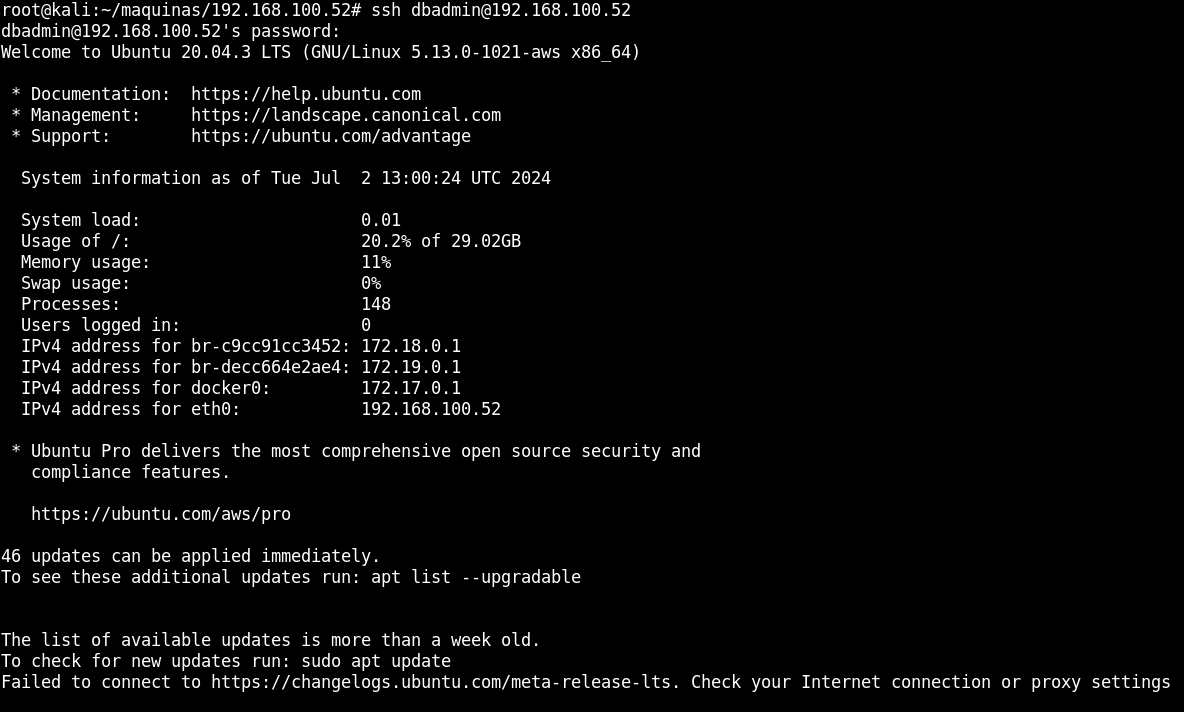 root@kali:~/maquinas/192.168.100.52# ssh dbadmin@192.168.100.52
dbadmin@192.168.100.52's password:
Welcome to Ubuntu 20.04.3 LTS (GNU/Linux 5.13.0-1021-aws x86_64)

 * Documentation:  https://help.ubuntu.com
 * Management:     https://landscape.canonical.com
 * Support:        https://ubuntu.com/advantage

  System information as of Tue Jul  2 13:00:24 UTC 2024

  System load:                      0.01
  Usage of /:                       20.2% of 29.02GB
  Memory usage:                     11%
  Swap usage:                       0%
  Processes:                        148
  Users logged in:                  0
  IPv4 address for br-c9cc91cc3452: 172.18.0.1
  IPv4 address for br-decc664e2ae4: 172.19.0.1
  IPv4 address for docker0:         172.17.0.1
  IPv4 address for eth0:            192.168.100.52

 * Ubuntu Pro delivers the most comprehensive open source security and
   compliance features.

   https://ubuntu.com/aws/pro

46 updates can be applied immediately.
To see these additional updates run: apt list --upgradable


The list of available updates is more than a week old.
To check for new updates run: sudo apt update
Failed to connect to https://changelogs.ubuntu.com/meta-release-lts. Check your Internet connection or proxy settings